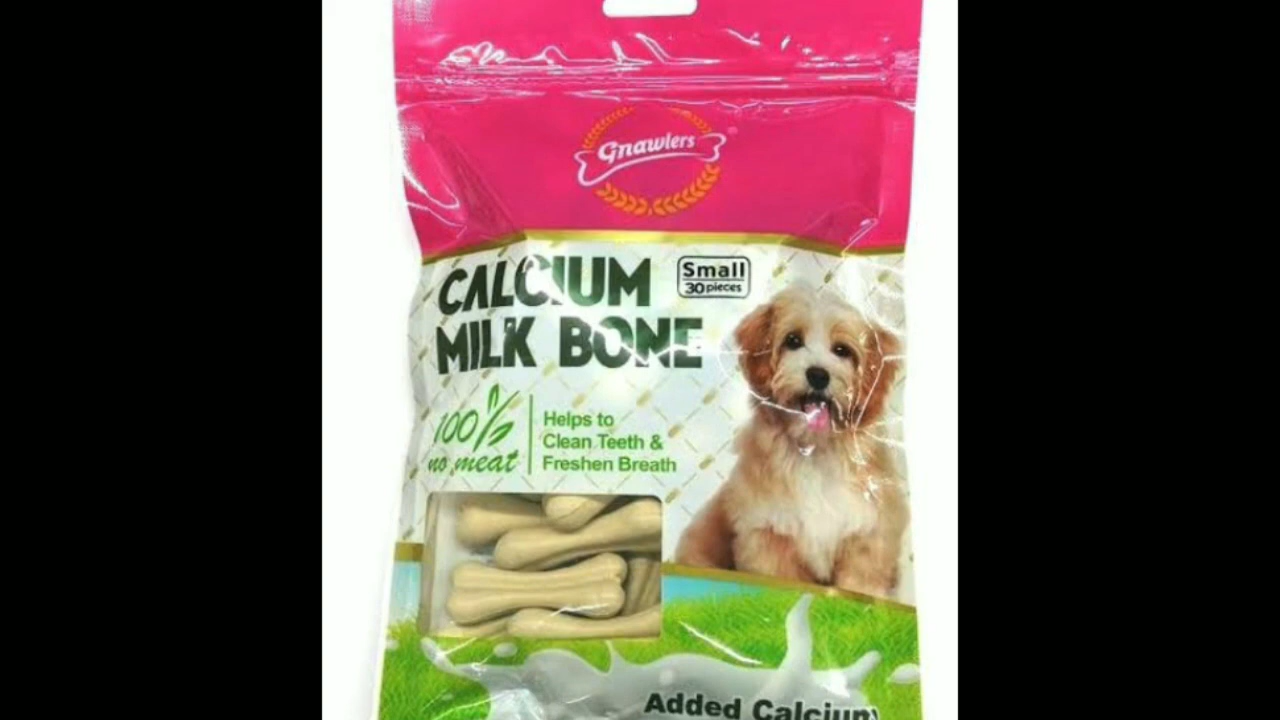 Gnawlers
CALCIUM
MILK BONE
Small
30 pieces
100%
no meat
Helps to
Clean Teeth &
Freshen Breath
Added Calcium